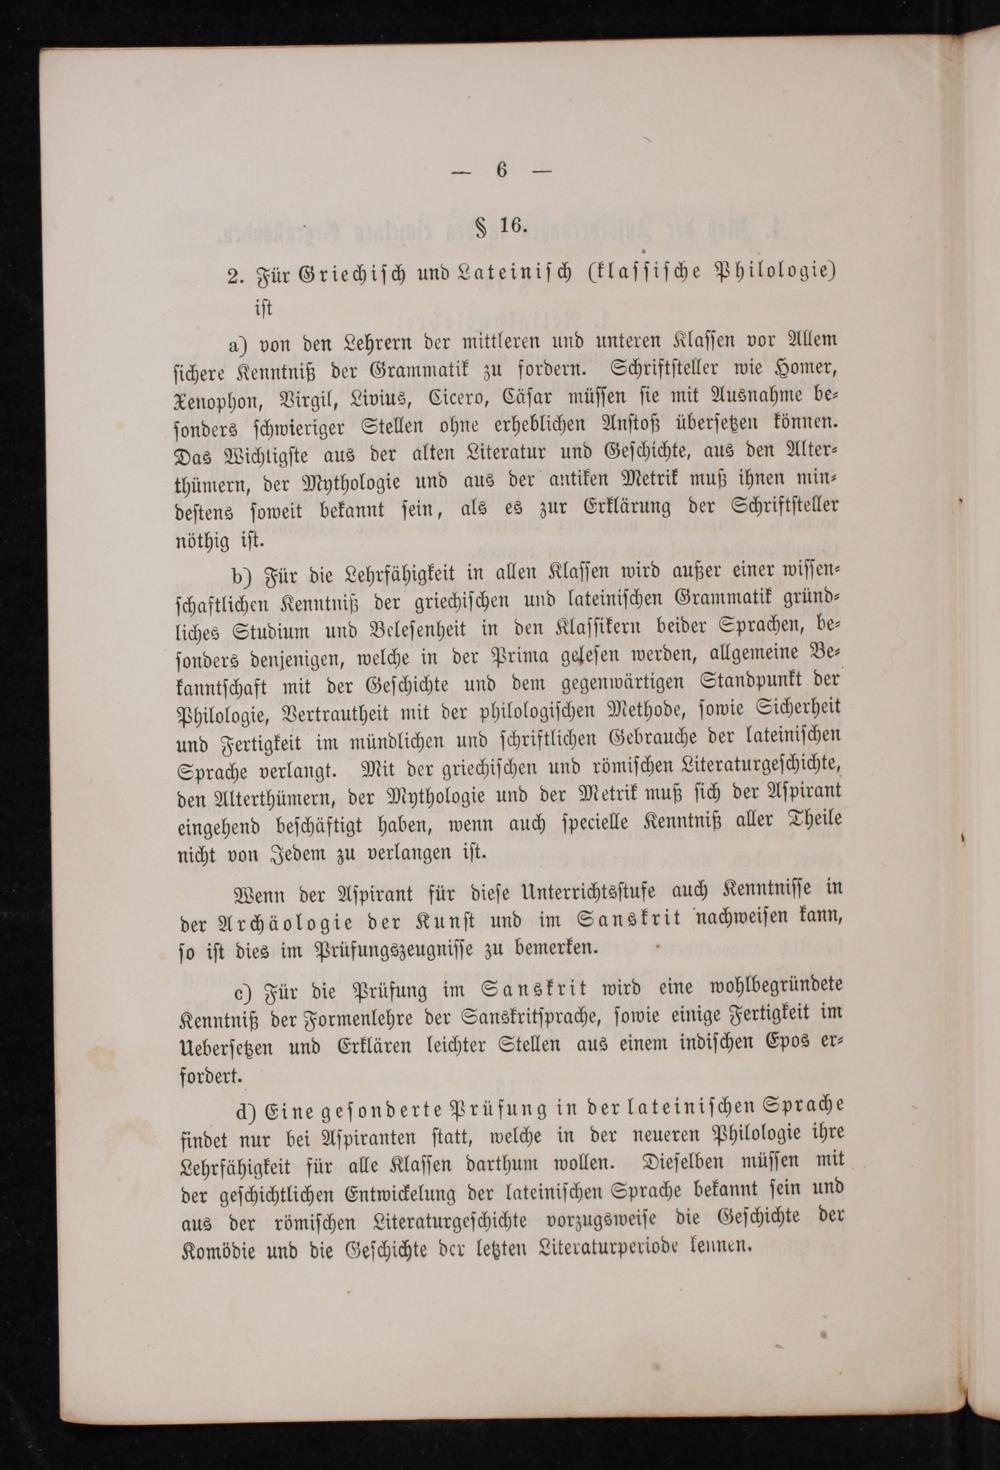 — 6 —
§ 16.
2. Für Griechisch und Lateinisch (klassische Philologie)
ist
a) von den Lehrern der mittleren und unteren Klassen vor Allem
sichere Kenntniß der Grammatik zu fordern. Schriftsteller wie Homer,
Xenophon, Virgil, Livius, Cicero, Cäsar müssen sie mit Ausnahme be-
sonders schwieriger Stellen ohne erheblichen Anstoß übersetzen können.
Das Wichtigste aus der alten Literatur und Geschichte, aus den Alter-
thümern, der Mythologie und aus der antiken Metrik muß ihnen min-
destens soweit bekannt sein, als es zur Erklärung der Schriftsteller
nöthig ist.
b) Für die Lehrfähigkeit in allen Klassen wird außer einer wissen-
schaftlichen Kenntniß der griechischen und lateinischen Grammatik gründ-
liches Studium und Belesenheit in den Klassikern beider Sprachen, be-
sonders denjenigen, welche in der Prima gelesen werden, allgemeine Be-
kanntschaft mit der Geschichte und dem gegenwärtigen Standpunkt der
Philologie, Vertrautheit mit der philologischen Methode, sowie Sicherheit
und Fertigkeit im mündlichen und schriftlichen Gebrauche der lateinischen
Sprache verlangt. Mit der griechischen und römischen Literaturgeschichte,
den Alterthümern, der Mythologie und der Metrik muß sich der Aspirant
eingehend beschäftigt haben, wenn auch specielle Kenntniß aller Theile
nicht von Jedem zu verlangen ist.
Wenn der Aspirant für diese Unterrichtsstufe auch Kenntnisse in
der Archäologie der Kunst und im Sanskrit nachweisen kann,
so ist dies im Prüfungszeugnisse zu bemerken.
c) Für die Prüfung im Sanskrit wird eine wohlbegründete
Kenntniß der Formenlehre der Sanskritsprache, sowie einige Fertigkeit im
Uebersetzen und Erklären leichter Stellen aus einem indischen Epos er-
fordert.
d) Eine gesonderte Prüfung in der lateinischen Sprache
findet nur bei Aspiranten statt, welche in der neueren Philologie ihre
Lehrfähigkeit für alle Klassen darthum wollen. Dieselben müssen mit
der geschichtlichen Entwickelung der lateinischen Sprache bekannt sein und
aus der römischen Literaturgeschichte vorzugsweise die Geschichte der
Komödie und die Geschichte der letzten Literaturperiode kennen.